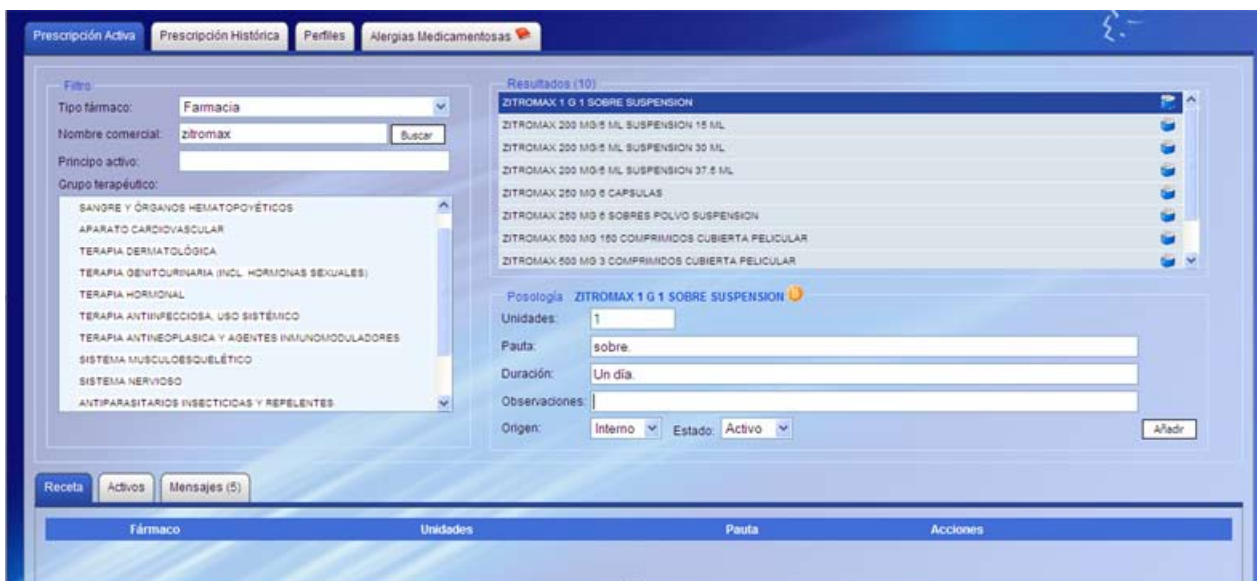 Prescripción Activa
Prescripción Histórica
Perfiles
Alergias Medicamentosas
Filtro
Tipo fármaco:
Farmacia
Nombre comercial:
zitromax
Buscar
Principo activo:
Grupo terapéutico:
SANGRE Y ÓRGANOS HEMATOPOYÉTICOS
APARATO CARDIOVASCULAR
TERAPIA DERMATOLÓGICA
TERAPIA GENITOURINARIA (INCL. HORMONAS SEXUALES)
TERAPIA HORMONAL
TERAPIA ANTIINFECCIOSA, USO SISTÉMICO
TERAPIA ANTINEOPLASICA Y AGENTES INMUNOMODULADORES
SISTEMA MUSCULOESQUELÉTICO
SISTEMA NERVIOSO
ANTIPARASITARIOS INSECTICIDAS Y REPELENTES
Resultados (10)
ZITROMAX 1 G 1 SOBRE SUSPENSION
ZITROMAX 200 MG/5 ML SUSPENSION 15 ML
ZITROMAX 200 MG/5 ML SUSPENSION 30 ML
ZITROMAX 200 MG/5 ML SUSPENSION 37.5 ML
ZITROMAX 250 MG 6 CAPSULAS
ZITROMAX 250 MG 6 SOBRES POLVO SUSPENSION
ZITROMAX 500 MG 150 COMPRIMIDOS CUBIERTA PELICULAR
ZITROMAX 500 MG 3 COMPRIMIDOS CUBIERTA PELICULAR
Posología ZITROMAX 1 G 1 SOBRE SUSPENSION
Unidades: 1
Pauta: sobre.
Duración: Un día.
Observaciones:
Origen: Interno Estado: Activo Añadir
Receta
Activos
Mensajes (5)
Fármaco Unidades Pauta Acciones